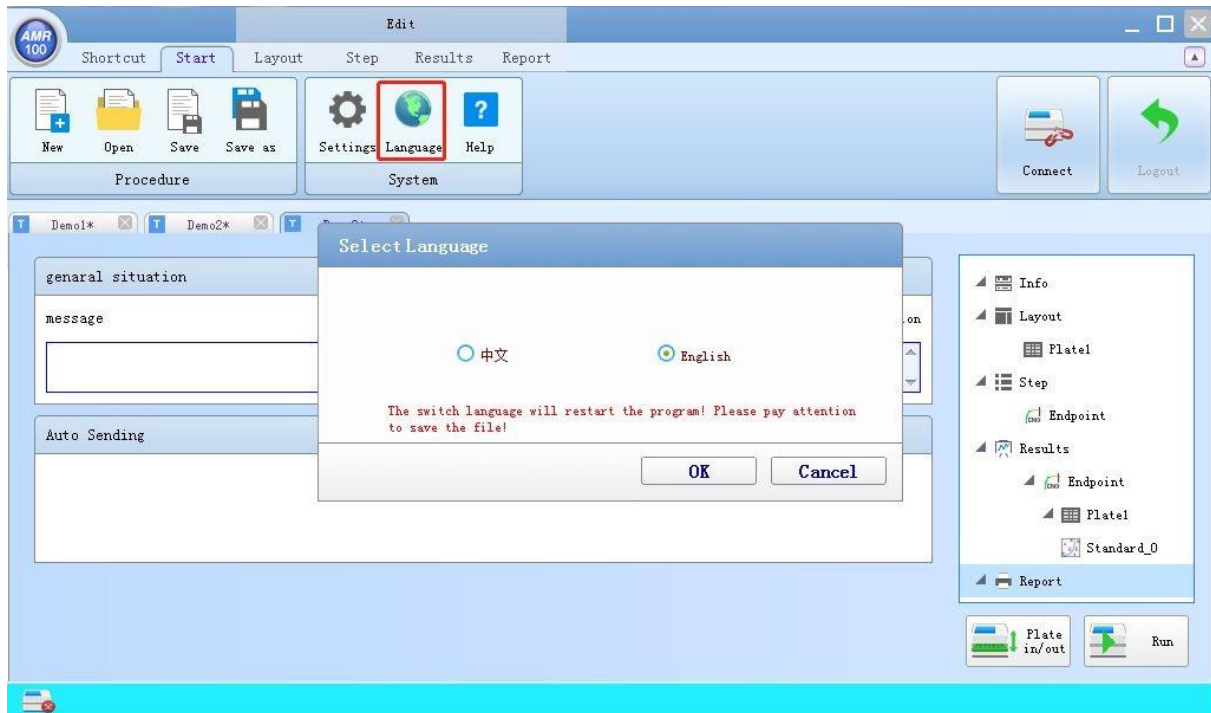 AMR
100
Edit
Shortcut Start Layout Step Results Report
New Open Save Save as Settings Language Help
Procedure System
Connect Logout
T Demo1* T Demo2* T
Select Language
genaral situation
message
on
中文 English
The switch language will restart the program! Please pay attention
to save the file!
Auto Sending
OK Cancel
Info
Layout
Plate1
Step
END Endpoint
Results
END Endpoint
Plate1
Standard_0
Report
Plate
in/out
Run